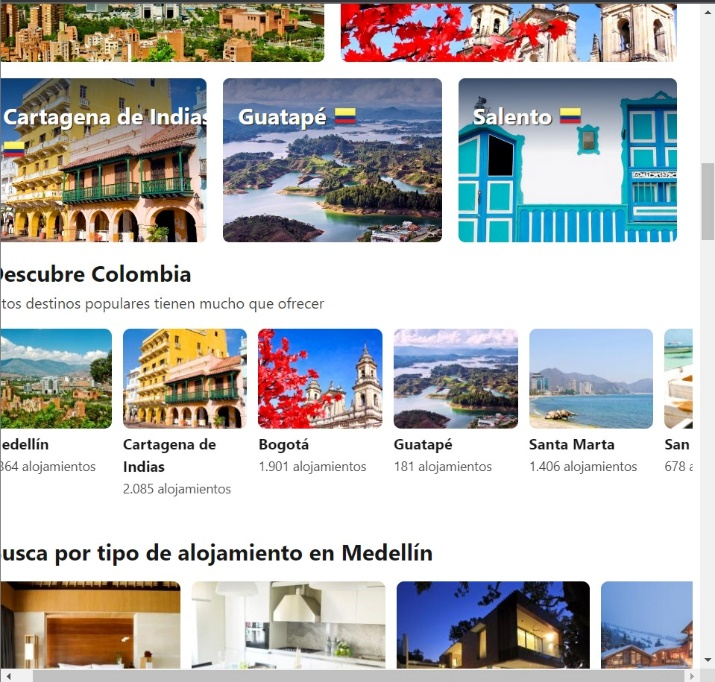 Cartagena de Indias
Guatapé
Salento
Descubre Colombia
tos destinos populares tienen mucho que ofrecer
edellín
Cartagena de
Indias
Bogotá
Guatapé
Santa Marta
San
364 alojamientos
2.085 alojamientos
1.901 alojamientos
181 alojamientos
1.406 alojamientos
678 a
usca por tipo de alojamiento en Medellín